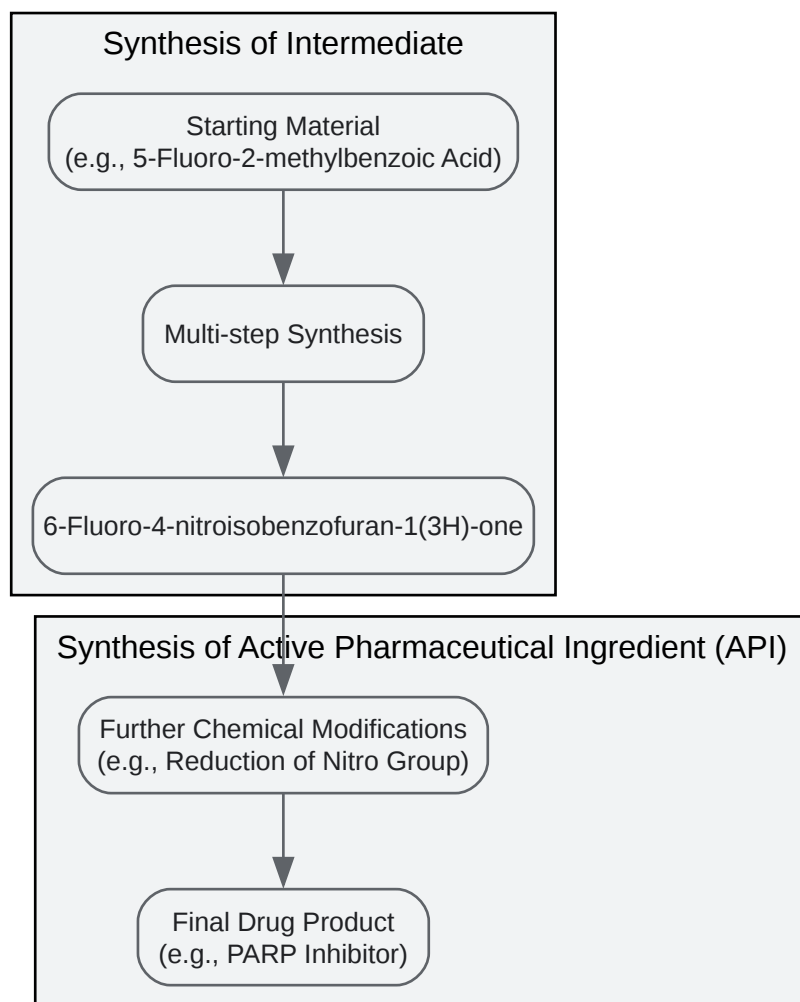 Synthesis of Intermediate
Starting Material
(e.g., 5-Fluoro-2-methylbenzoic Acid)
Multi-step Synthesis
6-Fluoro-4-nitroisobenzofuran-1(3H)-one
Synthesis of Active Pharmaceutical Ingredient (API)
Further Chemical Modifications
(e.g., Reduction of Nitro Group)
Final Drug Product
(e.g., PARP Inhibitor)